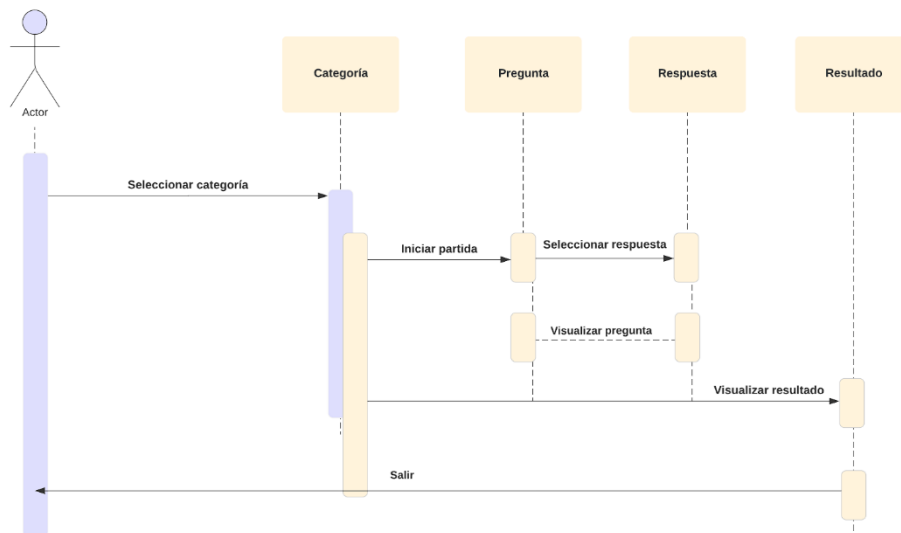 Categoría
Pregunta
Respuesta
Resultado
Actor
Seleccionar categoría
Iniciar partida
Seleccionar respuesta
Visualizar pregunta
Visualizar resultado
Salir